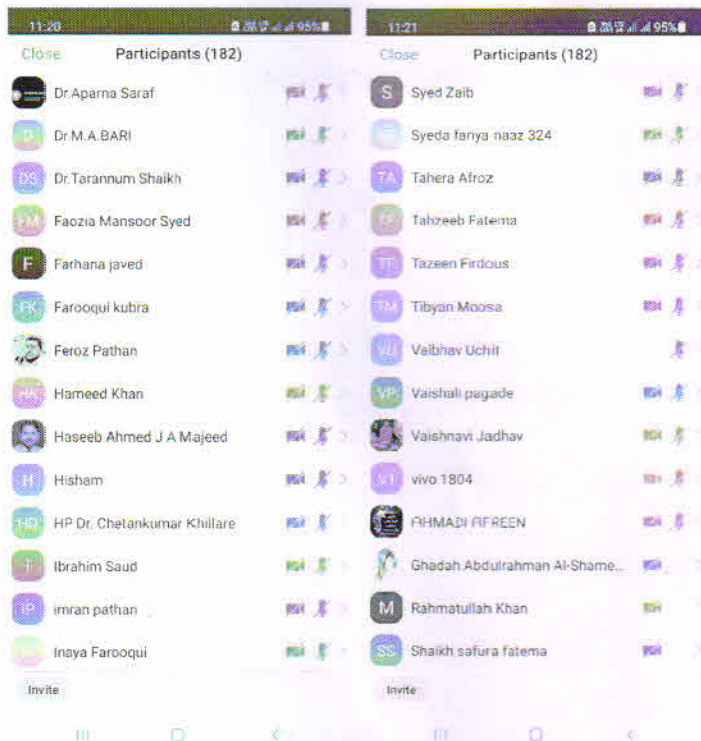 11:20
95%
Close Participants (182)
Dr.Aparna Saraf
Dr M.A.BARI
DS Dr.Tarannum Shaikh
FM Faozia Mansoor Syed
F Farhana javed
FK Farooqui kubra
Feroz Pathan
HK Hameed Khan
Haseeb Ahmed J A Majeed
H Hisham
HD HP Dr. Chetankumar Khillare
I Ibrahim Saud
IP imran pathan
Inaya Farooqui
Invite
11:21
95%
Close Participants (182)
S Syed Zaib
Syeda fariya naaz 324
TA Tahera Afroz
TF Tahzeeb Fatema
TF Tazeen Firdous
TM Tibyan Moosa
VU Vaibhav Uchit
VP Vaishali pagade
Vaishnavi Jadhav
V1 vivo 1804
AHMADI AFREEN
Ghadah Abdulrahman Al-Shame...
M Rahmatullah Khan
SS Shaikh safura fatema
Invite